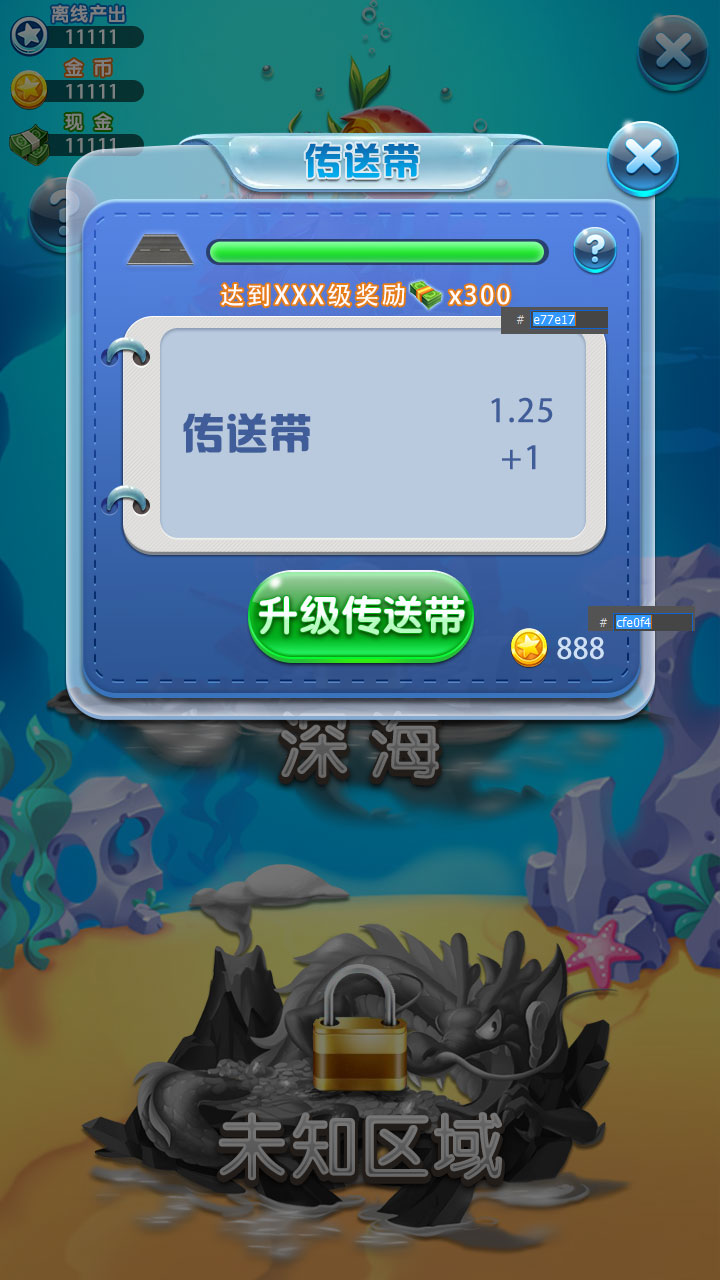 离线产出
11111
金币
11111
现金
11111
?
传送带
?
达到XXX级奖励 x300
# e77e17
传送带
1.25
+1
升级传送带
# cfe0f4
888
深海
未知区域